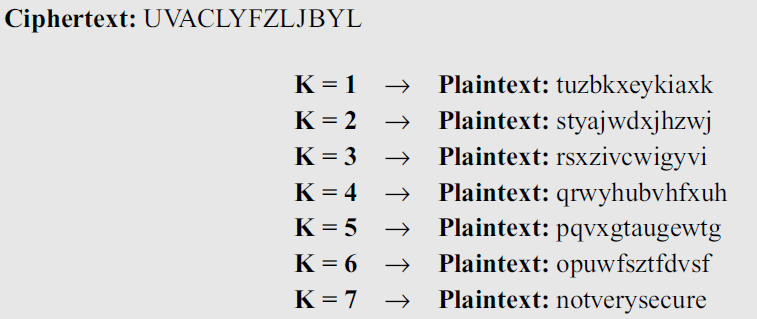 Ciphertext: UVACLYFZLJBYL
K = 1 → Plaintext: tuzbkxeykiaxk
K = 2 → Plaintext: styajwdxjhzwj
K = 3 → Plaintext: rsxzivcwigyvi
K = 4 → Plaintext: qrwyhubvhfxuh
K = 5 → Plaintext: pqvxgtaugewtg
K = 6 → Plaintext: opuwfsztfdvsf
K = 7 → Plaintext: notverysecure